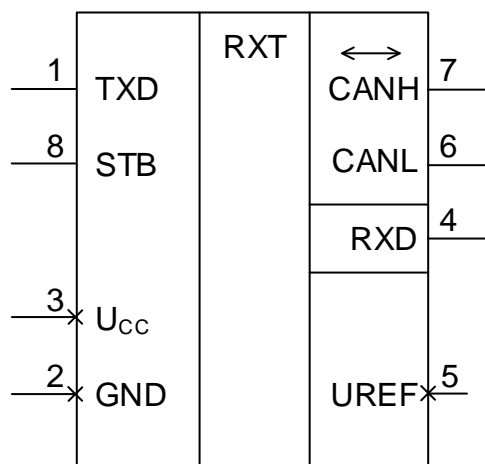 RXT
1 TXD CANH 7
8 STB CANL 6
RXD 4
3 UCC
2 GND UREF 5